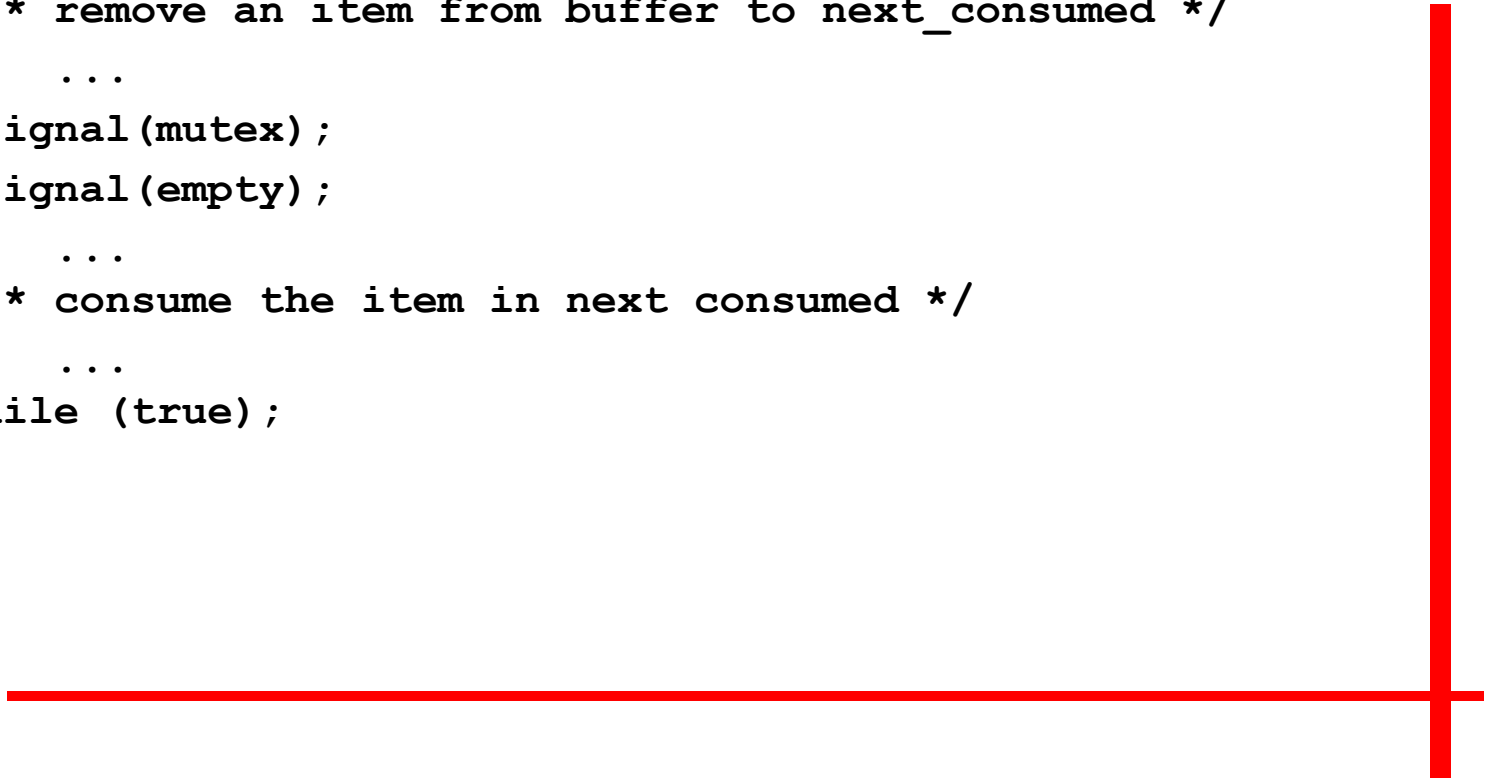 * remove an item from buffer to next_consumed */
...
ignal(mutex);
ignal(empty);
...
* consume the item in next consumed */
...
ile (true);